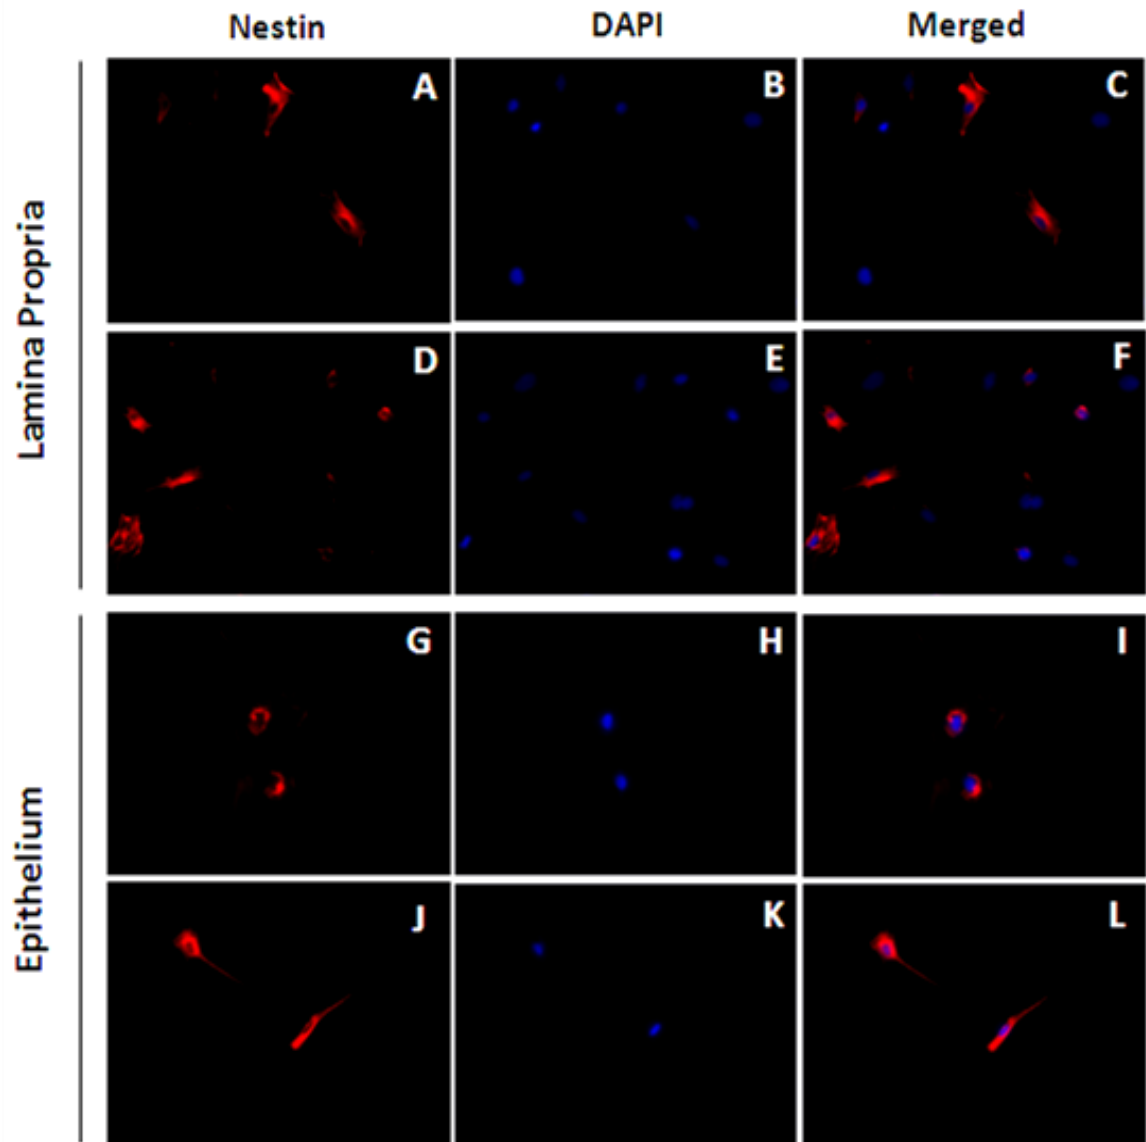 Nestin DAPI Merged
Lamina Propria
A B C
D E F
Epithelium
G H I
J K L